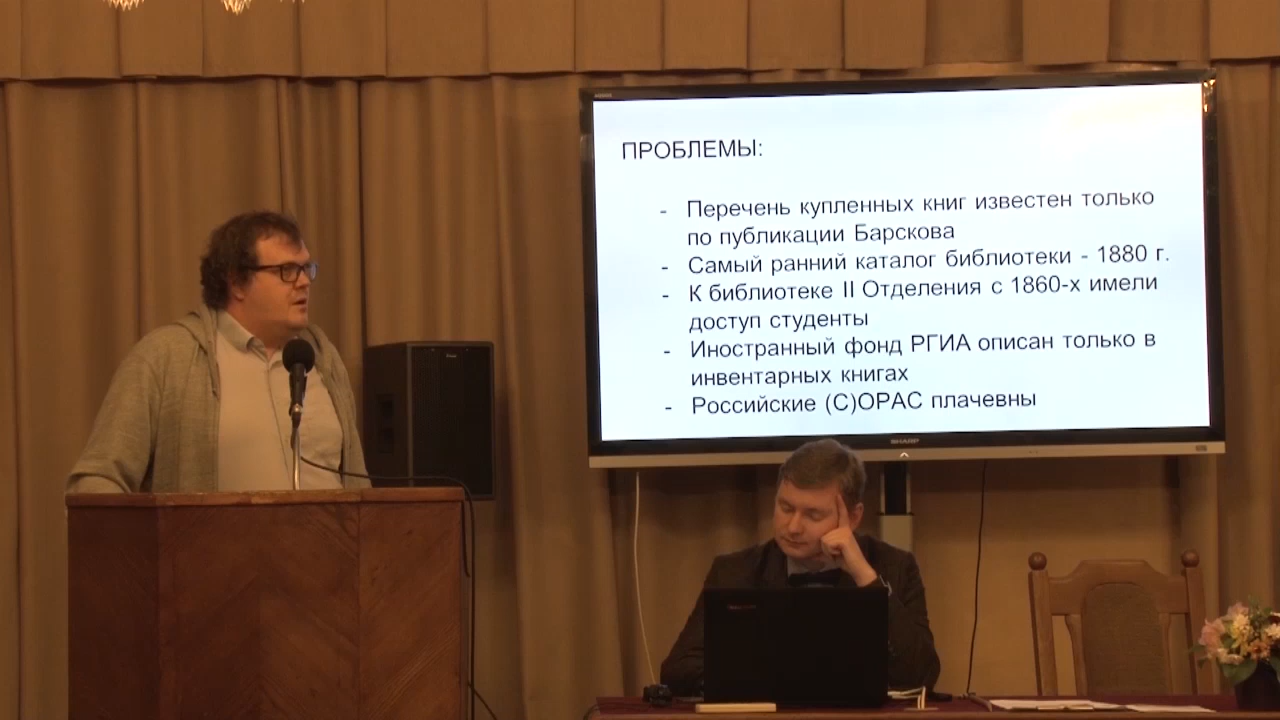 ПРОБЛЕМЫ:
- Перечень купленных книг известен только
по публикации Барскова
- Самый ранний каталог библиотеки - 1880 г.
- К библиотеке II Отделения с 1860-х имели
доступ студенты
- Иностранный фонд РГИА описан только в
инвентарных книгах
- Российские (С)ОРАС плачевны
SHARP